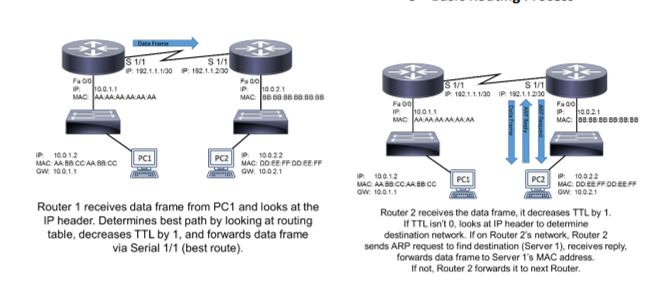 Data Frame
S 1/1
IP: 192.1.1.1/30
S 1/1
IP: 192.1.1.2/30
Fa 0/0
IP: 10.0.1.1
MAC: AA:AA:AA:AA:AA:AA
Fa 0/0
IP: 10.0.2.1
MAC: BB:BB:BB:BB:BB:BB
IP: 10.0.1.2
MAC: AA:BB:CC:AA:BB:CC
GW: 10.0.1.1
PC1
PC2
IP: 10.0.2.2
MAC: DD:EE:FF:DD:EE:FF
GW: 10.0.2.1
Router 1 receives data frame from PC1 and looks at the
IP header. Determines best path by looking at routing
table, decreases TTL by 1, and forwards data frame
via Serial 1/1 (best route).
S 1/1
IP: 192.1.1.1/30
S 1/1
IP: 192.1.1.2/30
Fa 0/0
IP: 10.0.1.1
MAC: AA:AA:AA:AA:AA:AA
Data Frame
ARP Reply
ARP Request
Fa 0/0
IP: 10.0.2.1
MAC: BB:BB:BB:BB:BB:BB
IP: 10.0.1.2
MAC: AA:BB:CC:AA:BB:CC
GW: 10.0.1.1
PC1
PC2
IP: 10.0.2.2
MAC: DD:EE:FF:DD:EE:FF
GW: 10.0.2.1
Router 2 receives the data frame, it decreases TTL by 1.
If TTL isn't 0, looks at IP header to determine
destination network. If on Router 2's network, Router 2
sends ARP request to find destination (Server 1), receives reply,
forwards data frame to Server 1's MAC address.
If not, Router 2 forwards it to next Router.